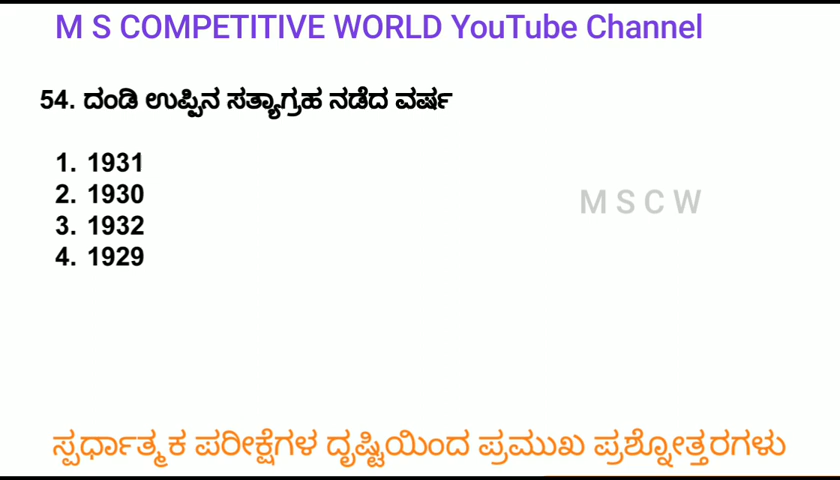 M S COMPETITIVE WORLD YouTube Channel
54. ದಂಡಿ ಉಪ್ಪಿನ ಸತ್ಯಾಗ್ರಹ ನಡೆದ ವರ್ಷ
1. 1931
2. 1930
M S C W
3. 1932
4. 1929
ಸ್ಪರ್ಧಾತ್ಮಕ ಪರೀಕ್ಷೆಗಳ ದೃಷ್ಟಿಯಿಂದ ಪ್ರಮುಖ ಪ್ರಶ್ನೋತ್ತರಗಳು